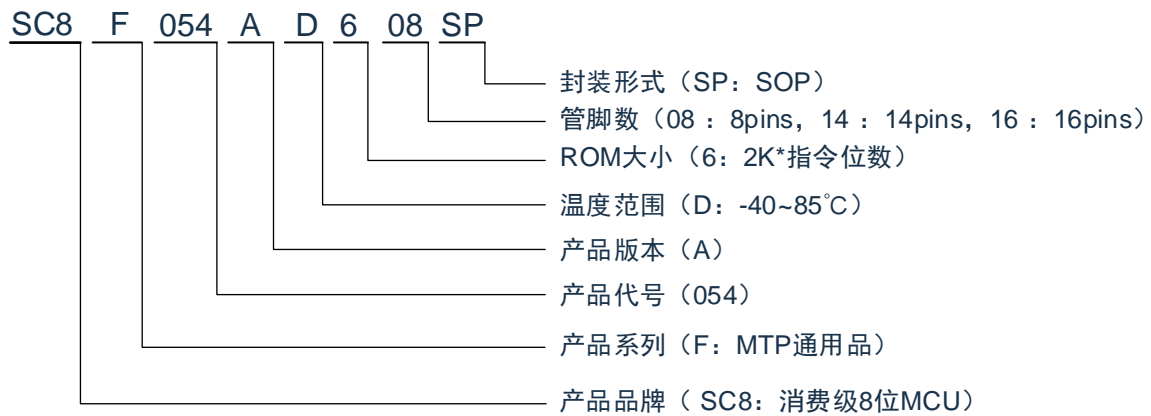 SC8 F 054 A D 6 08 SP
封装形式（SP：SOP）
管脚数（08 ：8pins，14 ：14pins，16 ：16pins）
ROM大小（6：2K*指令位数）
温度范围（D：-40~85℃）
产品版本（A）
产品代号（054）
产品系列（F：MTP通用品）
产品品牌（ SC8：消费级8位MCU）